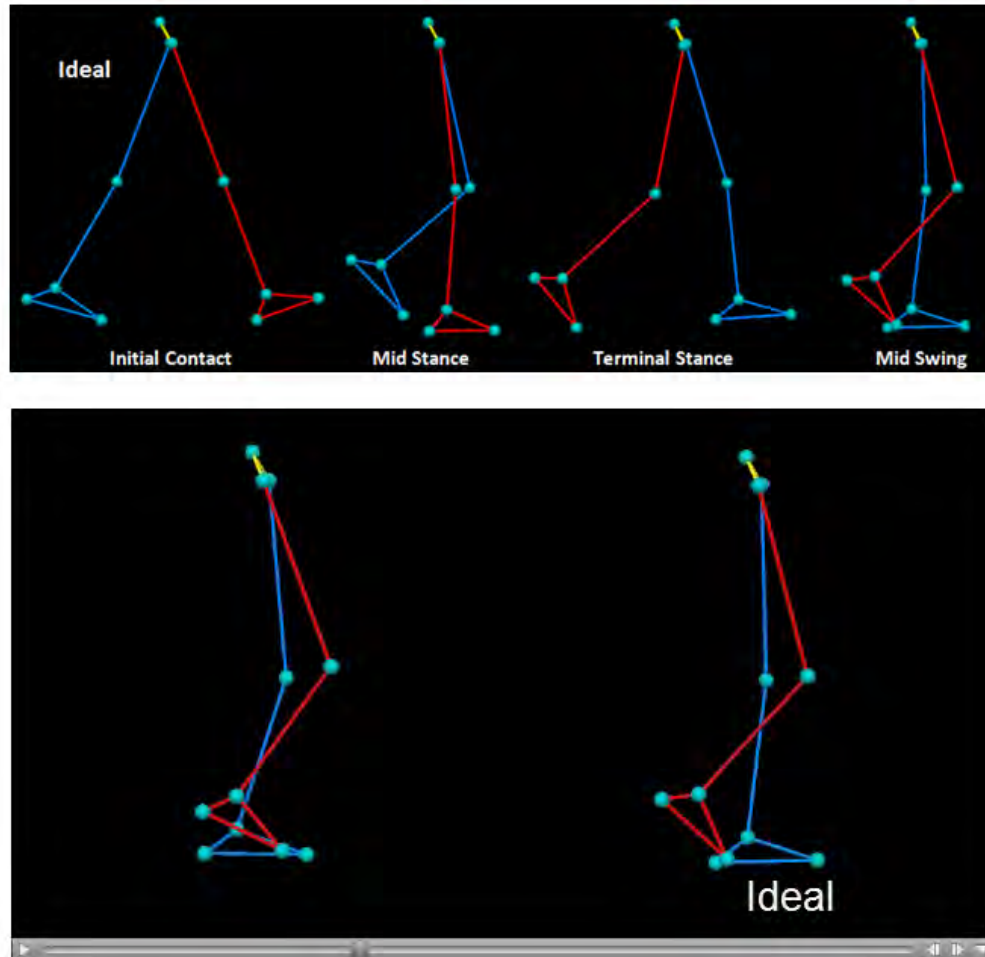 Ideal
Initial Contact
Mid Stance
Terminal Stance
Mid Swing
Ideal